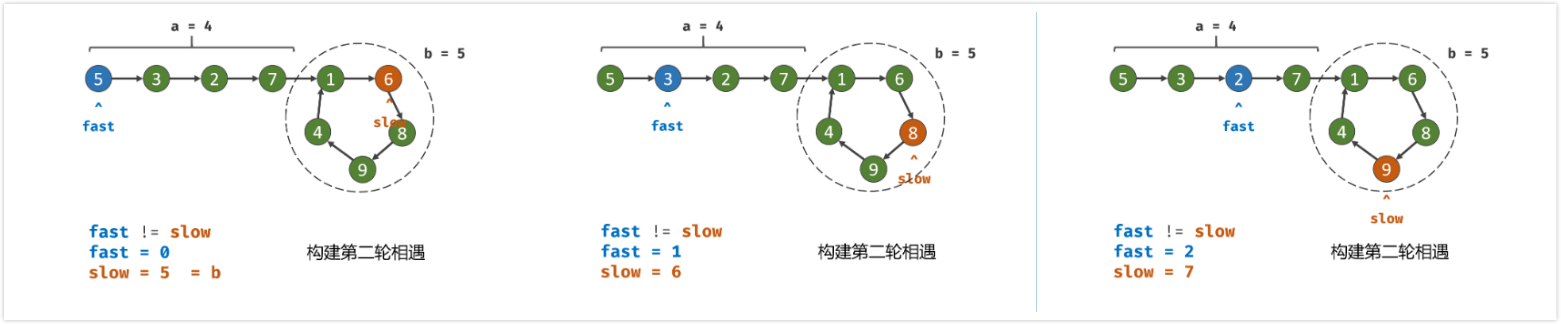 a = 4
b = 5
5 3 2 7 1 6
^
^
fast
slow
4 8
9
fast != slow
fast = 0
slow = 5 = b
构建第二轮相遇
a = 4
b = 5
5 3 2 7 1 6
^
fast
4 8
^
9
slow
fast != slow
fast = 1
slow = 6
构建第二轮相遇
a = 4
b = 5
5 3 2 7 1 6
^
fast
4 8
9
^
slow
fast != slow
fast = 2
slow = 7
构建第二轮相遇